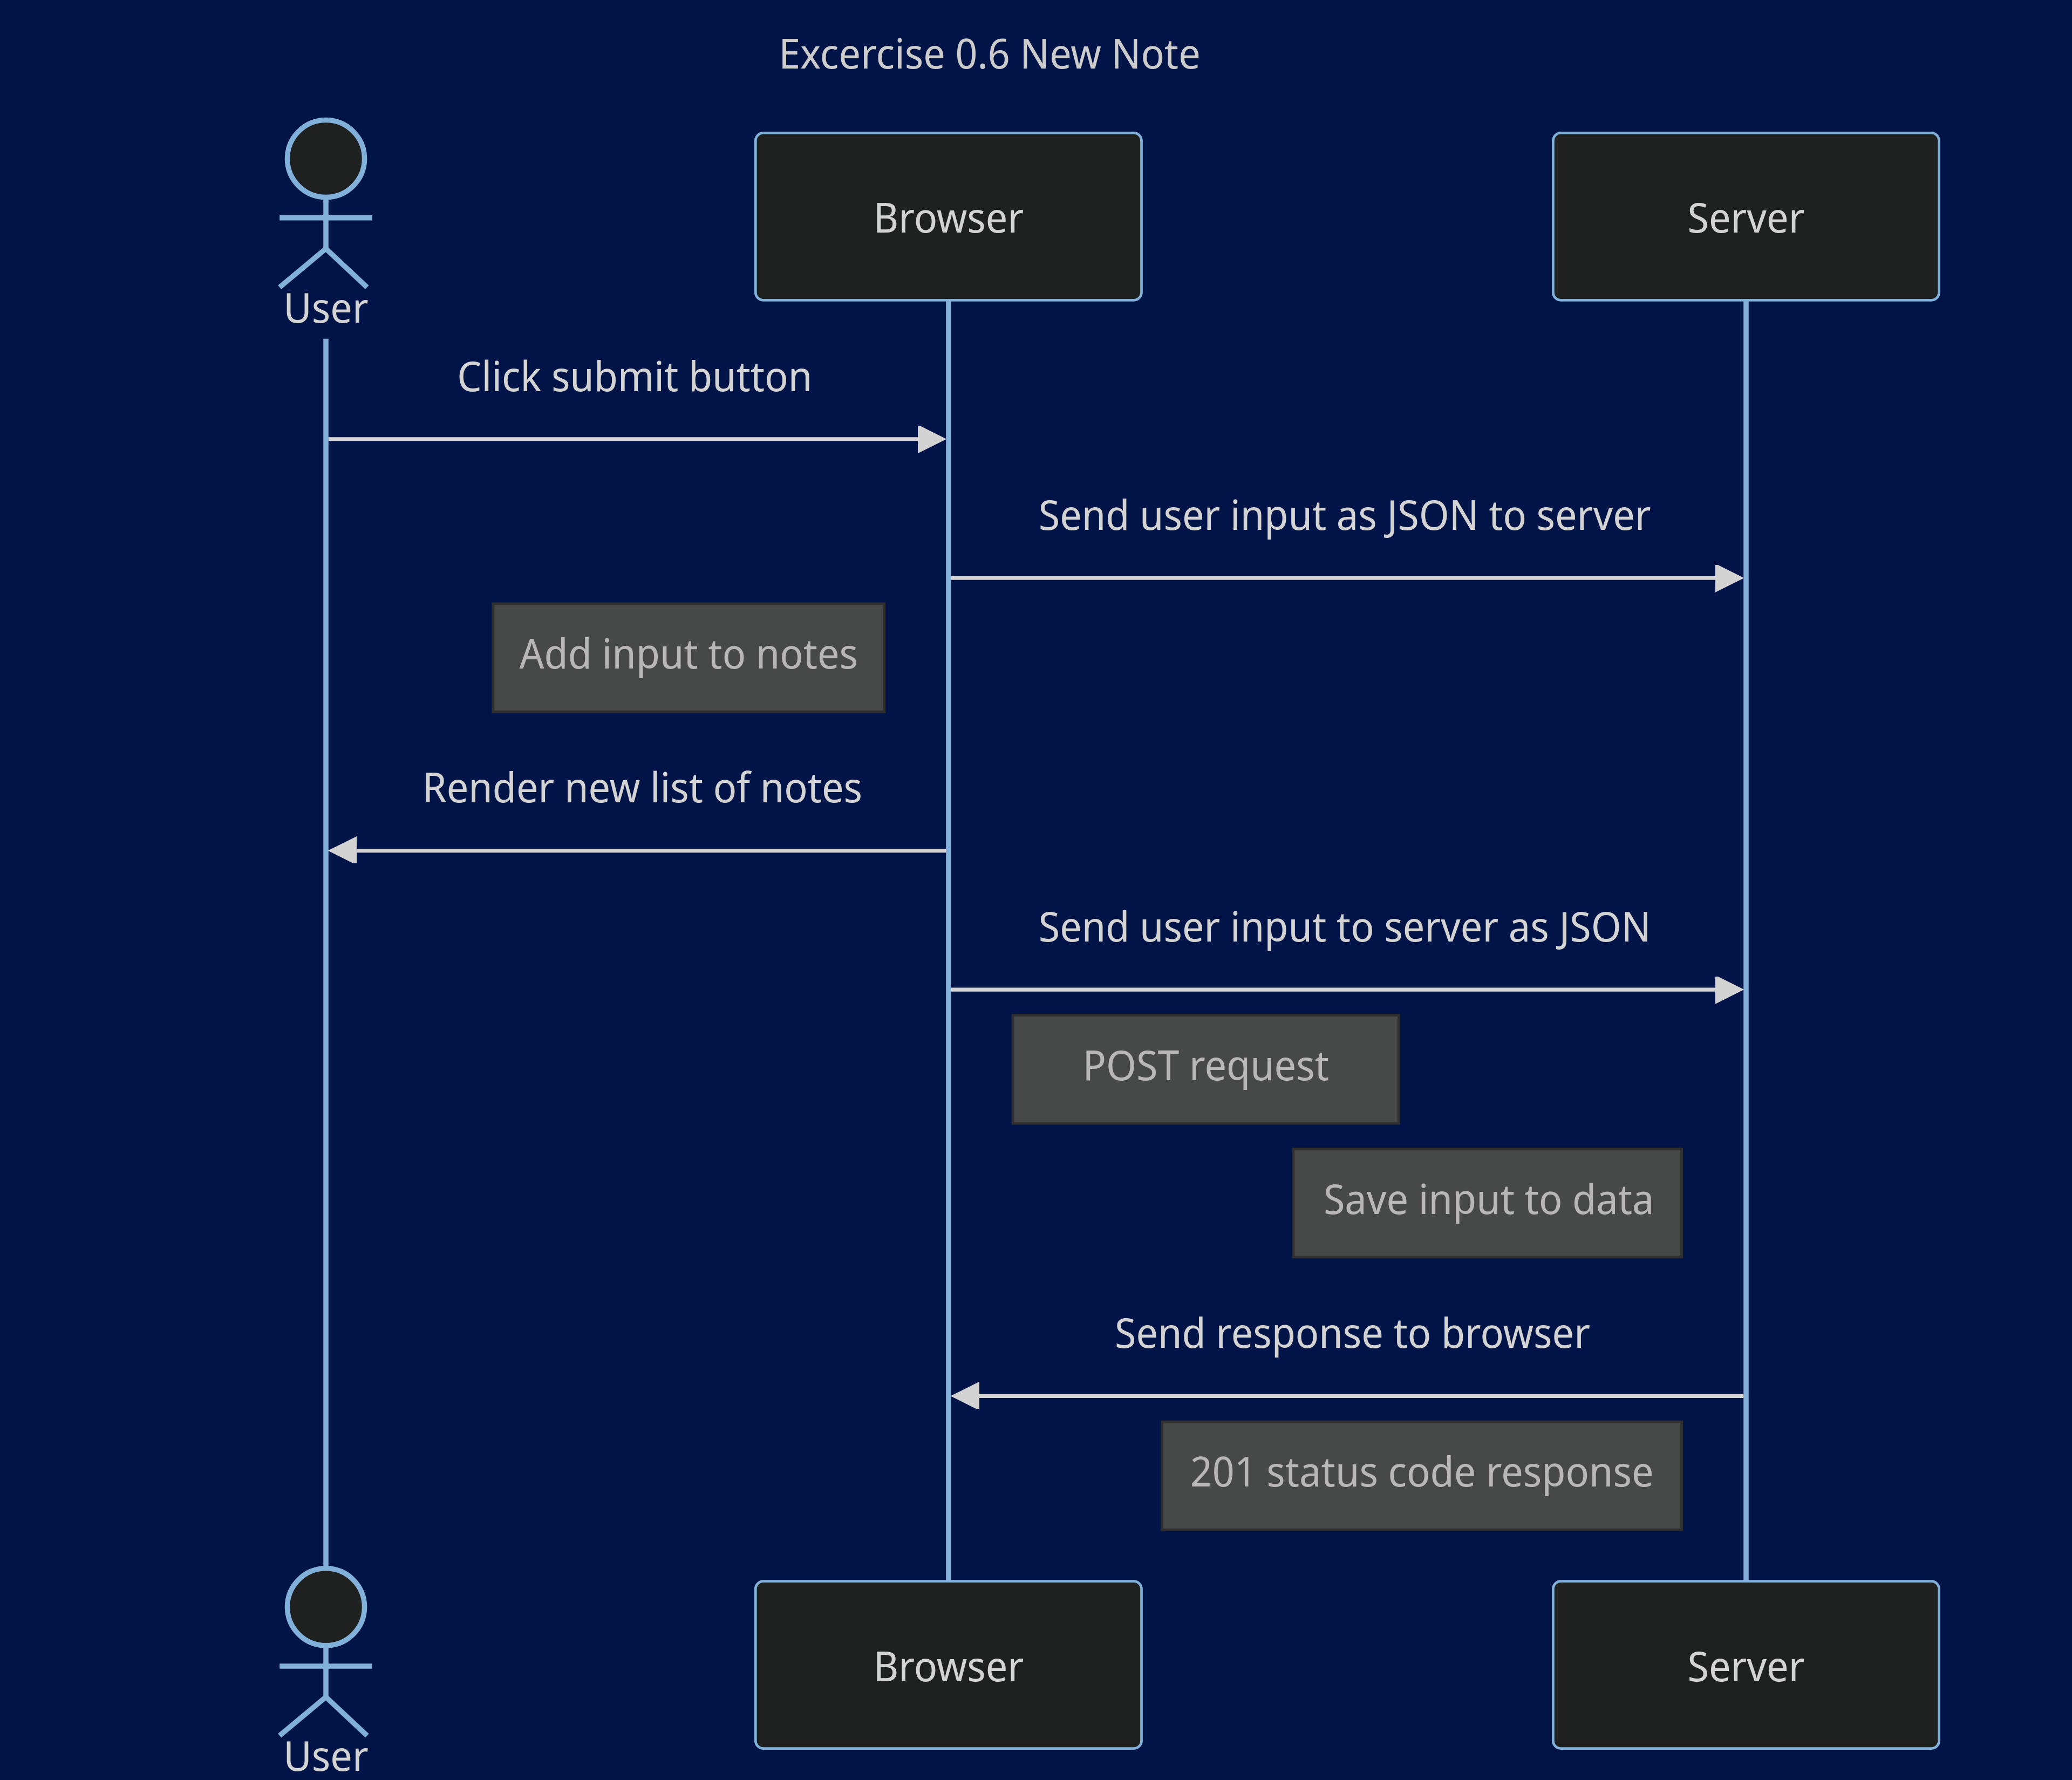 Excercise 0.6 New Note
User
Browser
Server
Click submit button
Send user input as JSON to server
Add input to notes
Render new list of notes
Send user input to server as JSON
POST request
Save input to data
Send response to browser
201 status code response
User
Browser
Server